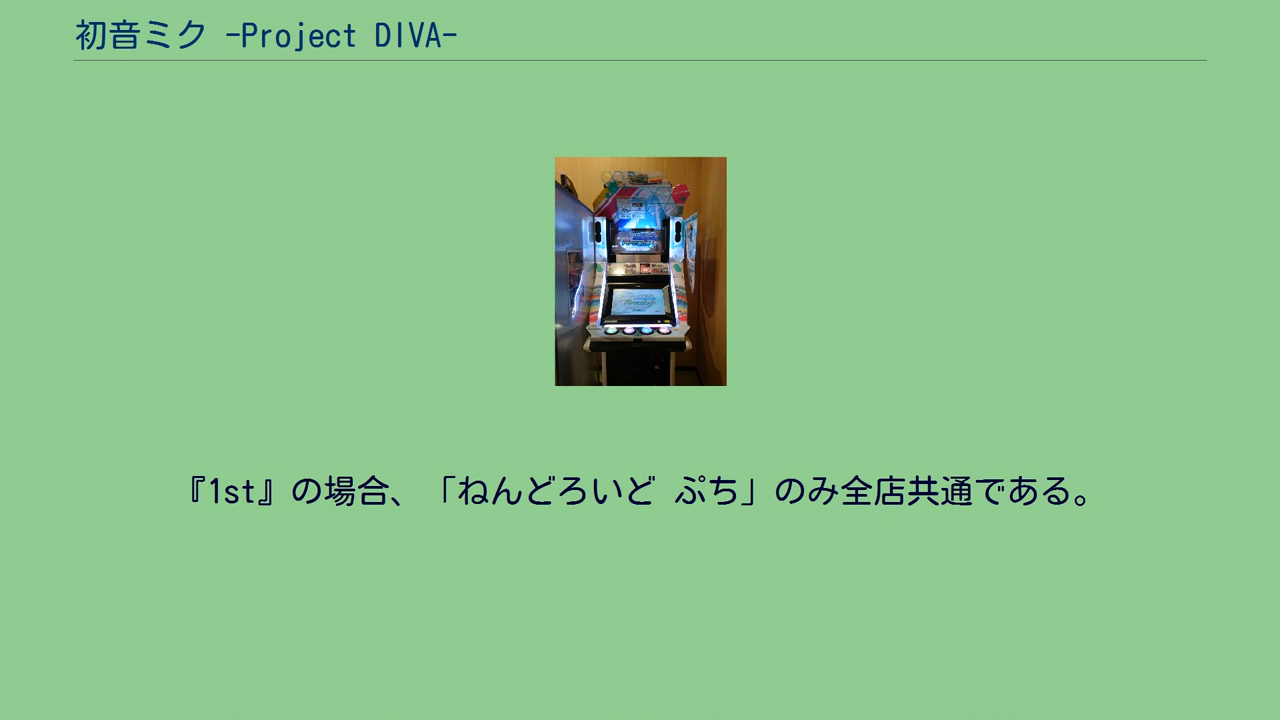 初音ミク -Project DIVA-
『1st』の場合、「ねんどろいど ぷち」のみ全店共通である。